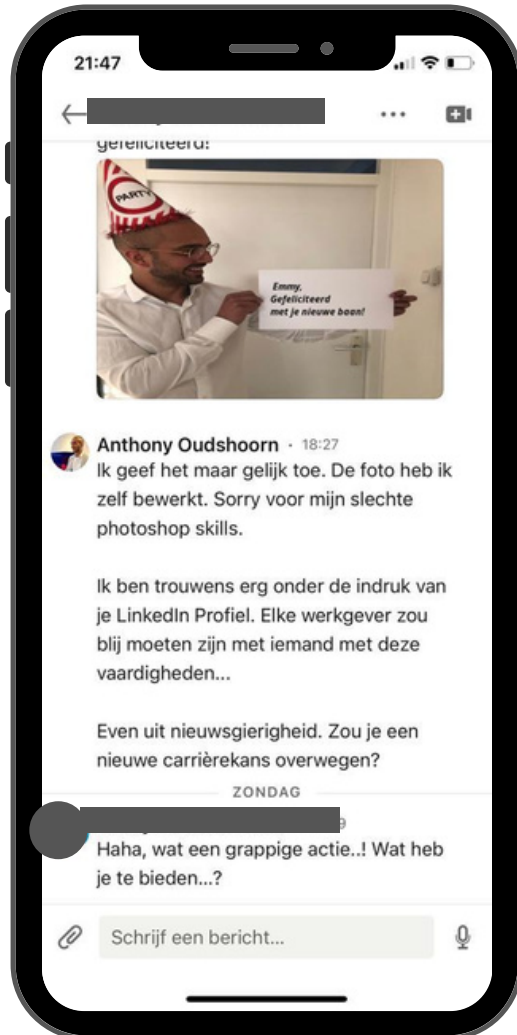 21:47
gefeliciteerd!
PARTY
Emmy,
Gefeliciteerd
met je nieuwe baan!
Anthony Oudshoorn · 18:27
Ik geef het maar gelijk toe. De foto heb ik
zelf bewerkt. Sorry voor mijn slechte
photoshop skills.
Ik ben trouwens erg onder de indruk van
je LinkedIn Profiel. Elke werkgever zou
blij moeten zijn met iemand met deze
vaardigheden...
Even uit nieuwsgierigheid. Zou je een
nieuwe carrièrekans overwegen?
ZONDAG
9
Haha, wat een grappige actie..! Wat heb
je te bieden...?
Schrijf een bericht...